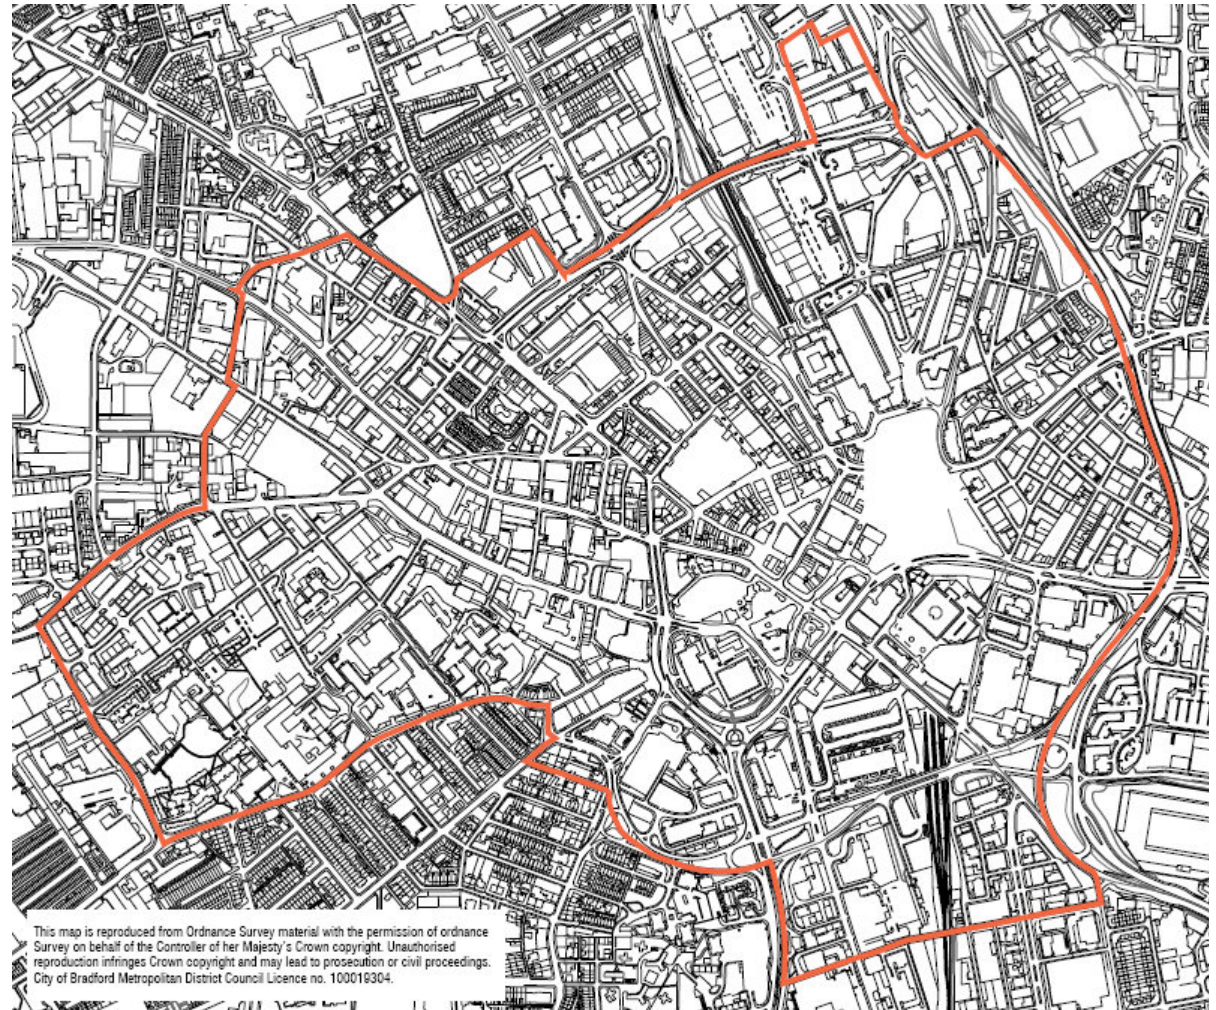 This map is reproduced from Ordnance Survey material with the permission of ordnance
Survey on behalf of the Controller of her Majesty's Crown copyright. Unauthorised
reproduction infringes Crown copyright and may lead to prosecution or civil proceedings.
City of Bradford Metropolitan District Council Licence no. 100019304.